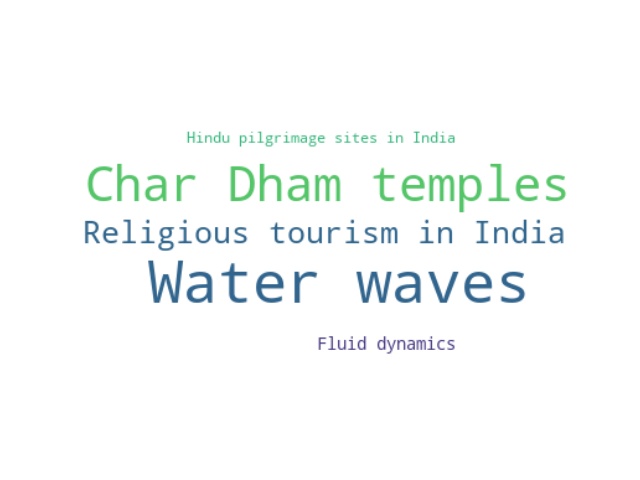 Hindu pilgrimage sites in India
Char Dham temples
Religious tourism in India
Water waves
Fluid dynamics